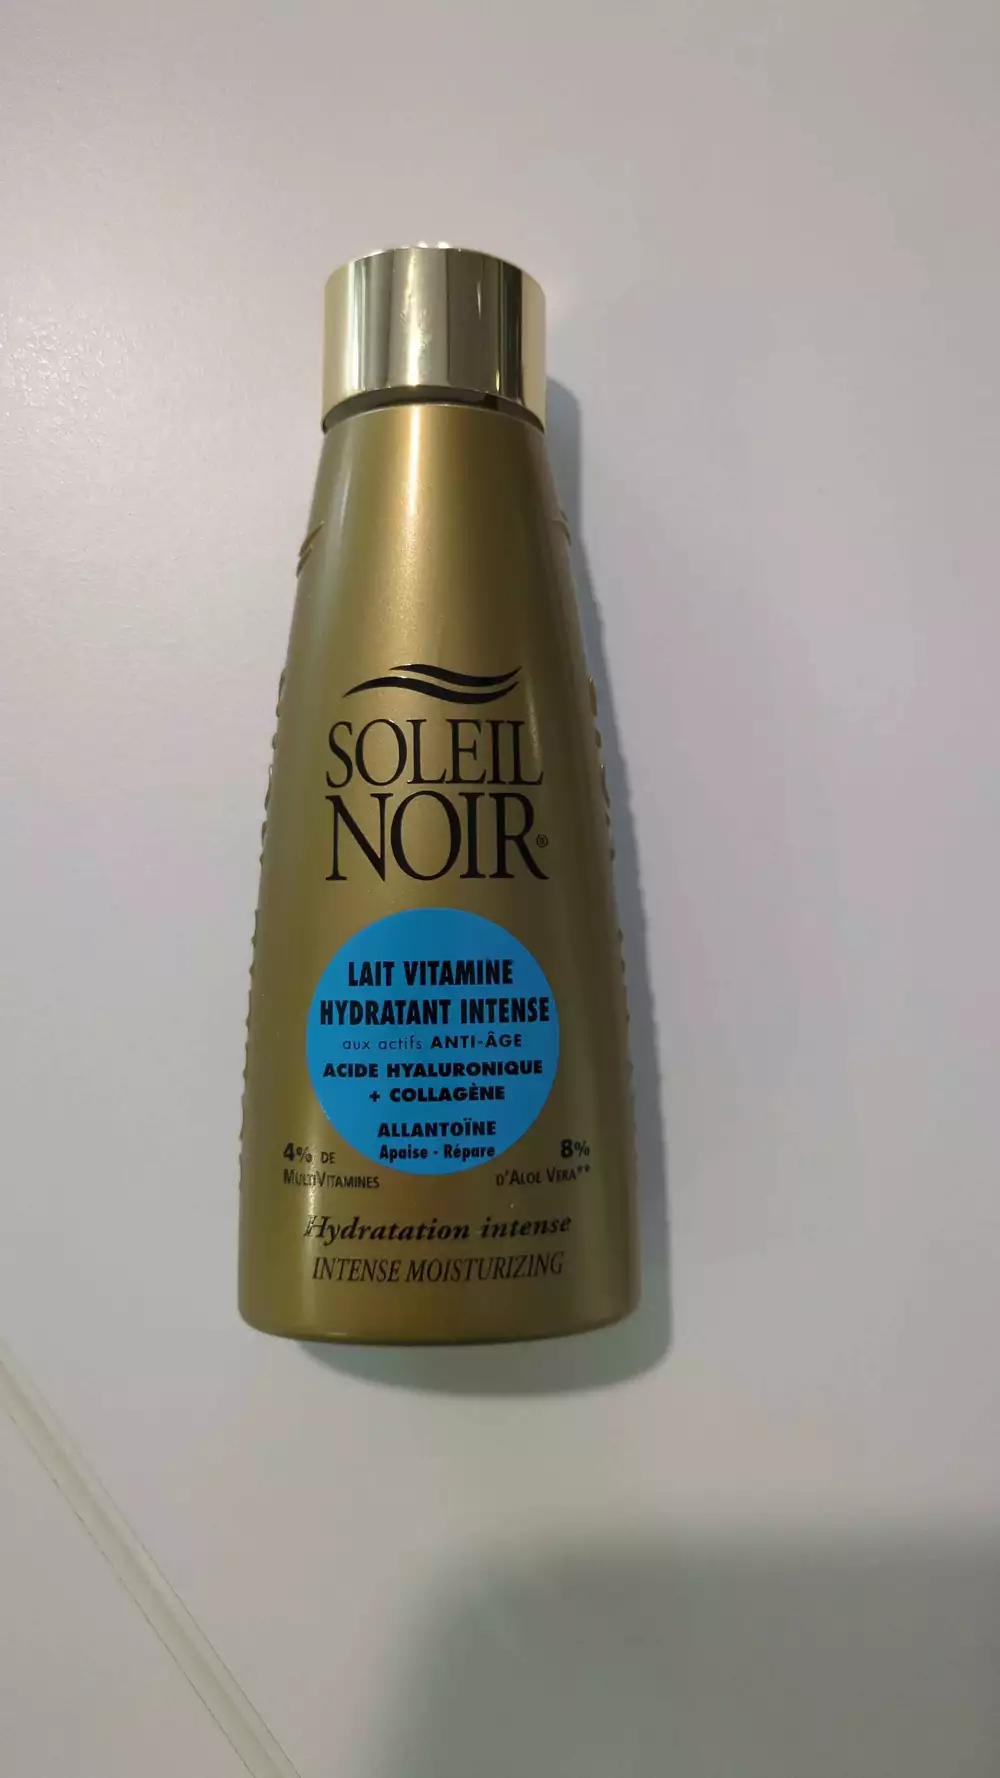 SOLEIL
NOIR®
LAIT VITAMINE
HYDRATANT INTENSE
aux actifs ANTI-ÂGE
ACIDE HYALURONIQUE
+ COLLAGÈNE
ALLANTOÏNE
Apaise - Répare
4% DE
MULTIVITAMINES
8%
D'ALOE VERA**
Hydratation intense
INTENSE MOISTURIZING